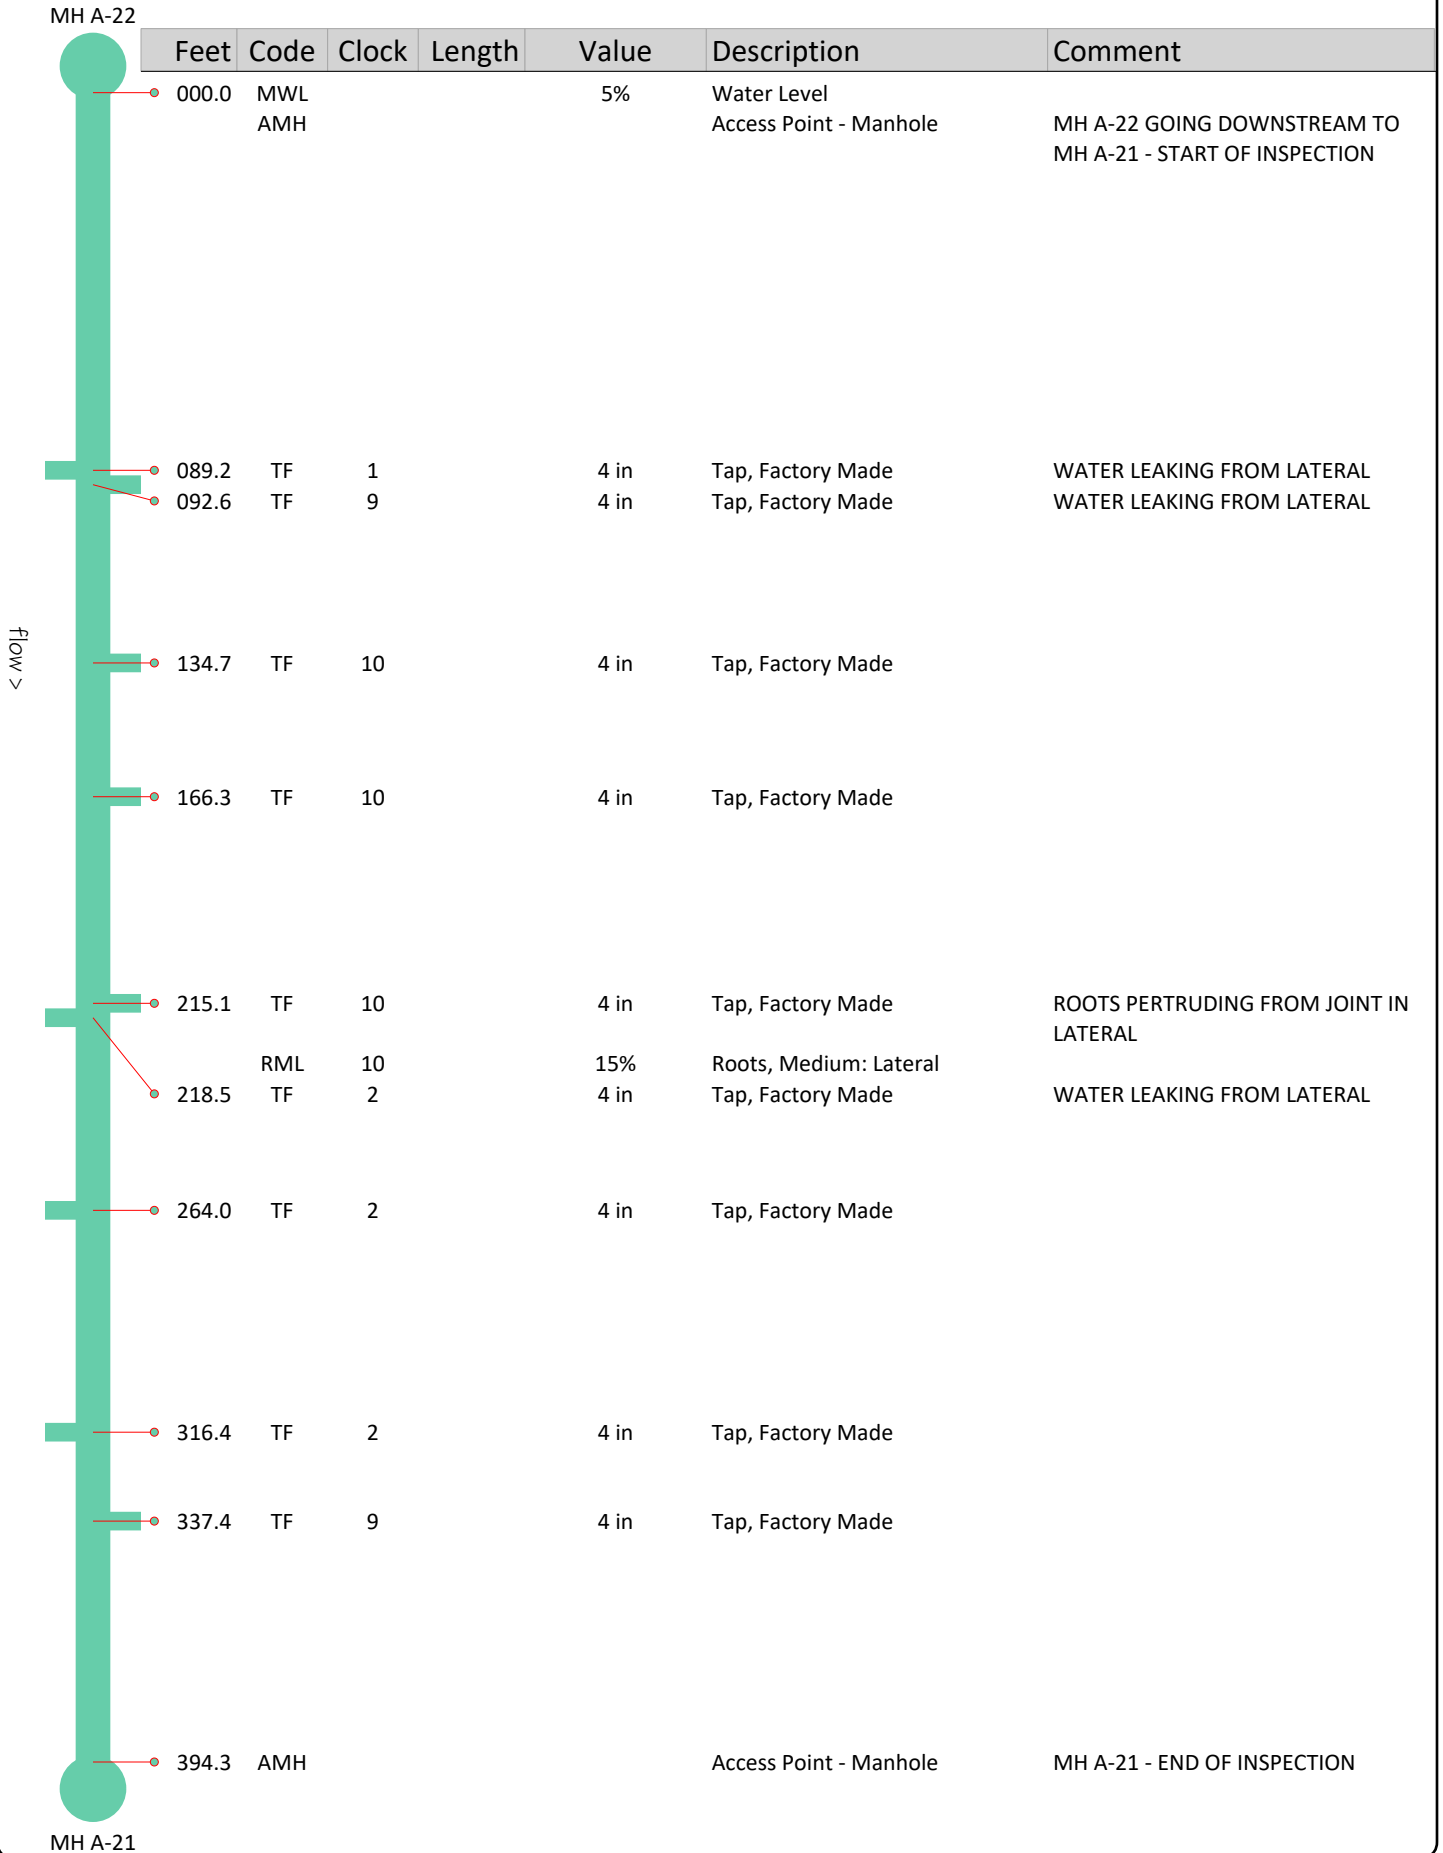 MH A-22
Feet Code Clock Length Value Description Comment
000.0 MWL 5% Water Level
AMH Access Point - Manhole MH A-22 GOING DOWNSTREAM TO
MH A-21 - START OF INSPECTION
089.2 TF 1 4 in Tap, Factory Made WATER LEAKING FROM LATERAL
092.6 TF 9 4 in Tap, Factory Made WATER LEAKING FROM LATERAL
flow >
134.7 TF 10 4 in Tap, Factory Made
166.3 TF 10 4 in Tap, Factory Made
215.1 TF 10 4 in Tap, Factory Made ROOTS PERTRUDING FROM JOINT IN
LATERAL
RML 10 15% Roots, Medium: Lateral
218.5 TF 2 4 in Tap, Factory Made WATER LEAKING FROM LATERAL
264.0 TF 2 4 in Tap, Factory Made
316.4 TF 2 4 in Tap, Factory Made
337.4 TF 9 4 in Tap, Factory Made
394.3 AMH Access Point - Manhole MH A-21 - END OF INSPECTION
MH A-21